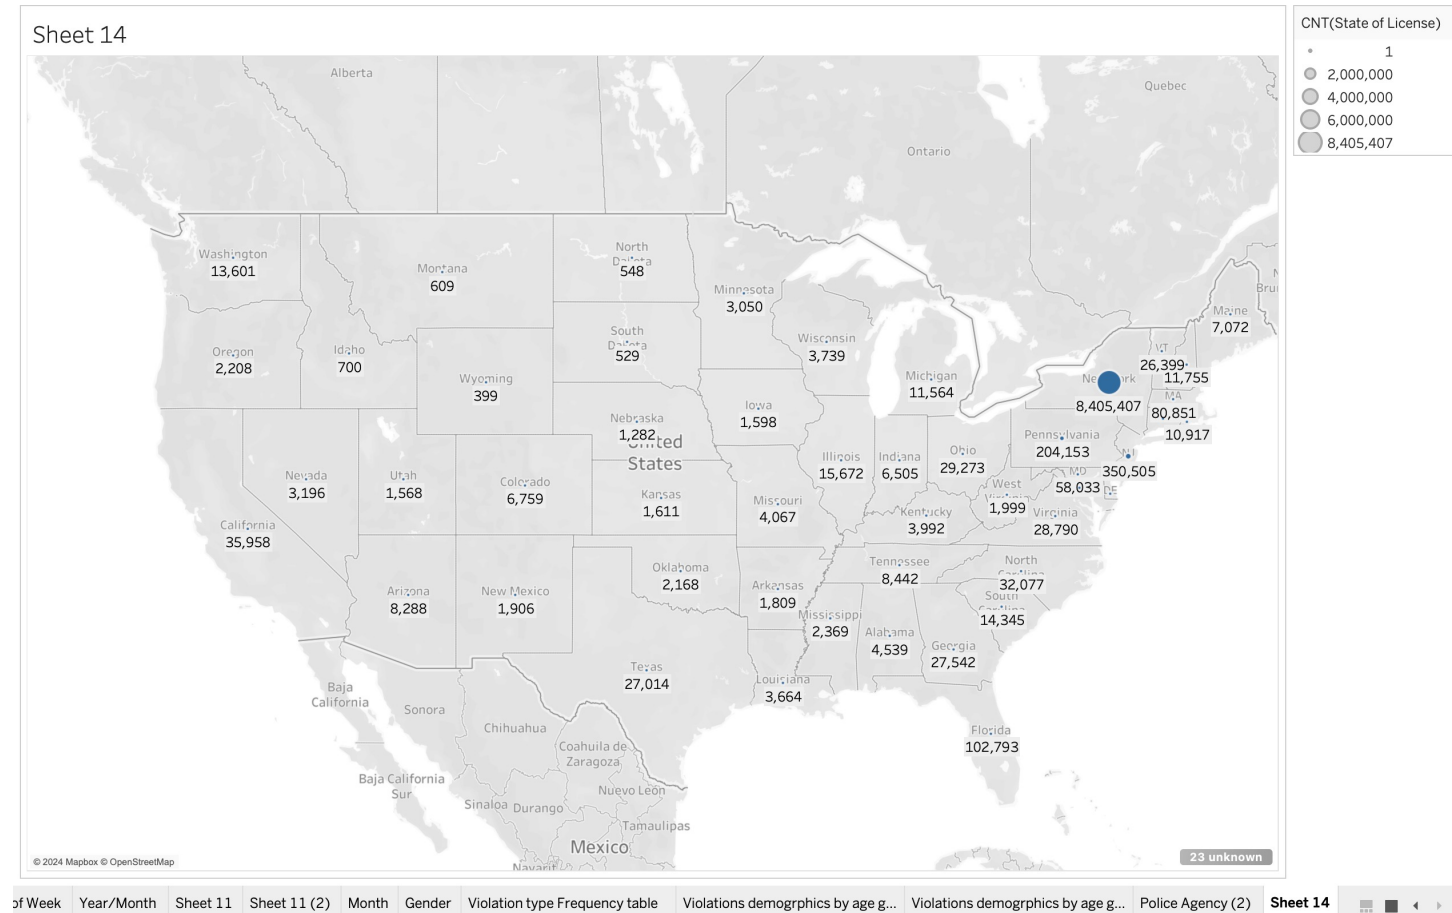 Sheet 14
CNT(State of License)
1
2,000,000
4,000,000
6,000,000
8,405,407
Alberta
Quebec
Ontario
Washington
13,601
Montana
609
North
Dakota
548
Minnesota
3,050
Maine
7,072
Oregon
2,208
Idaho
700
South
Dakota
529
Wisconsin
3,739
VT
26,399
11,755
Wyoming
399
Michigan
11,564
New York
8,405,407
MA
80,851
Nebraska
1,282
Iowa
1,598
10,917
United
States
Pennsylvania
204,153
NJ
350,505
Nevada
3,196
Utah
1,568
Colorado
6,759
Illinois
15,672
Indiana
6,505
Ohio
29,273
MD
58,033
DE
Kansas
1,611
Missouri
4,067
West
Virginia
1,999
Kentucky
3,992
Virginia
28,790
California
35,958
Oklahoma
2,168
Tennessee
8,442
North
Carolina
32,077
Arizona
8,288
New Mexico
1,906
Arkansas
1,809
South
Carolina
14,345
Mississippi
2,369
Alabama
4,539
Georgia
27,542
Texas
27,014
Louisiana
3,664
Florida
102,793
Baja
California
Sonora
Chihuahua
Coahuila de
Zaragoza
Baja California
Sur
Nuevo León
Sinaloa
Durango
Tamaulipas
Mexico
© 2024 Mapbox © OpenStreetMap
23 unknown
of Week
Year/Month
Sheet 11
Sheet 11 (2)
Month
Gender
Violation type Frequency table
Violations demogrphics by age g...
Violations demogrphics by age g...
Police Agency (2)
Sheet 14